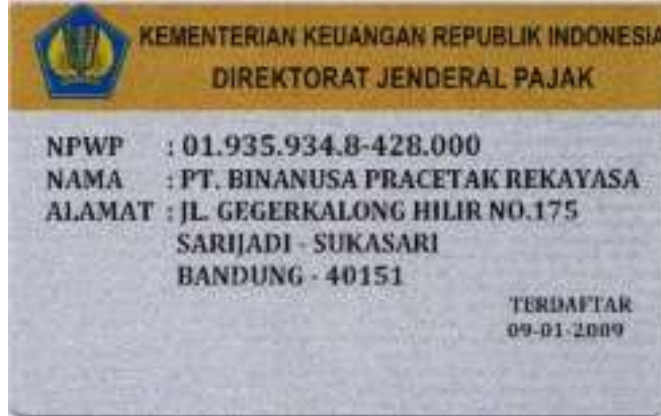 KEMENTERIAN KEUANGAN REPUBLIK INDONESIA
DIREKTORAT JENDERAL PAJAK
NPWP : 01.935.934.8-428.000
NAMA : PT. BINANUSA PRACETAK REKAYASA
ALAMAT : JL. GEGERKALONG HILIR NO.175
SARIJADI - SUKASARI
BANDUNG - 40151
TERDAFTAR
09-01-2009